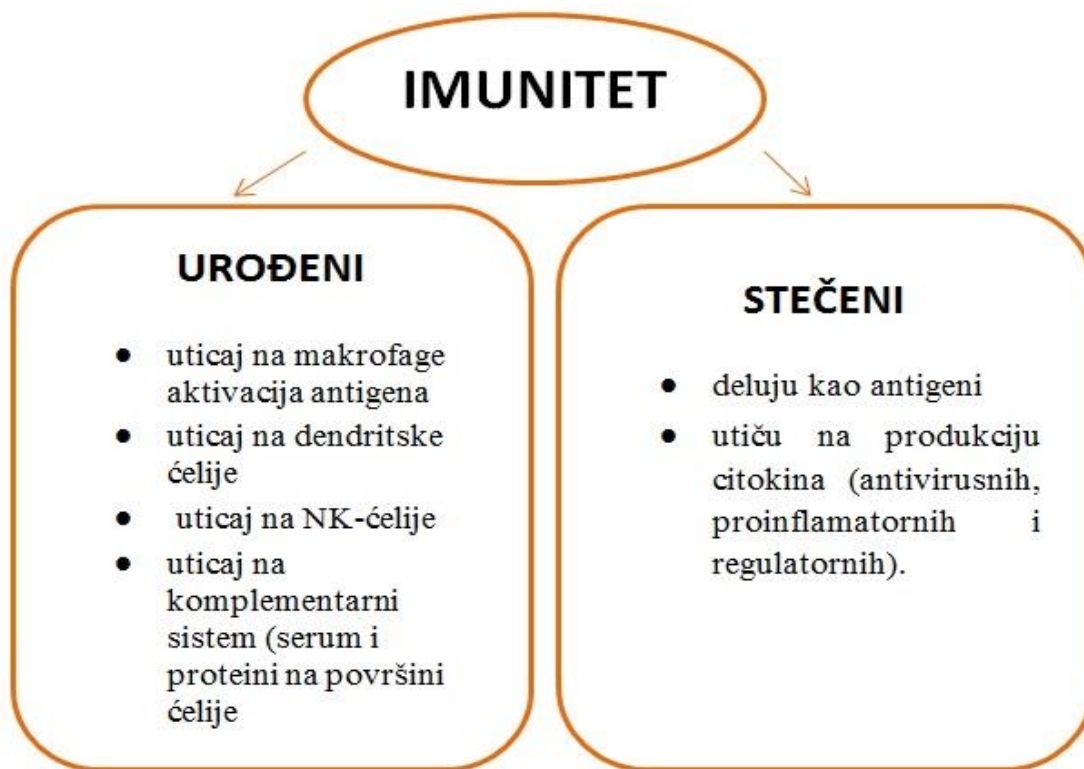 IMUNITET
UROĐENI
● uticaj na makrofage
aktivacija antigena
● uticaj na dendritske
ćelije
● uticaj na NK-ćelije
● uticaj na
komplementarni
sistem (serum i
proteini na površini
ćelije
STEČENI
● deluju kao antigeni
● utiču na produkciju
citokina (antivirusnih,
proinflamatornih i
regulatornih).